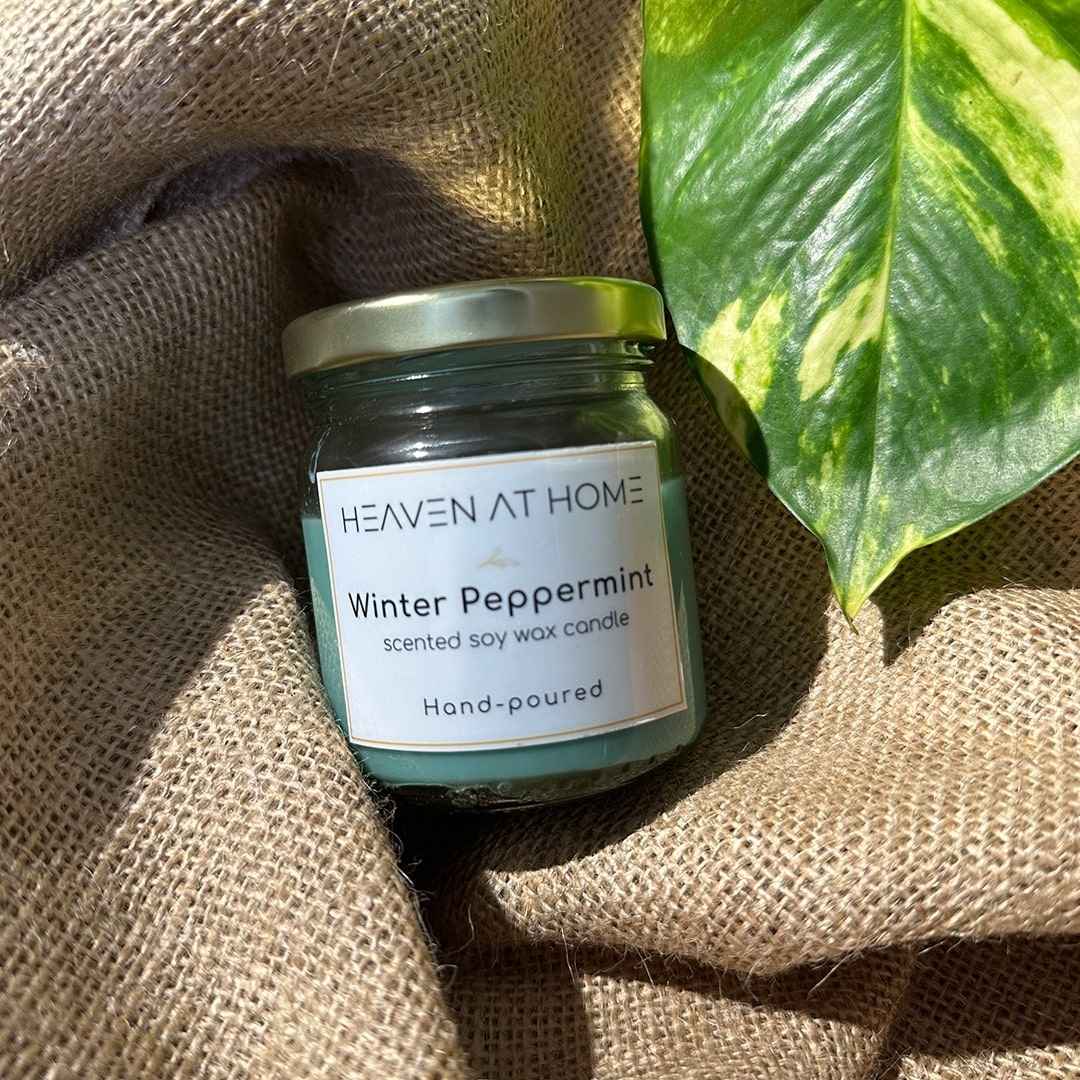 HEAVEN AT HOME
Winter Peppermint
scented soy wax candle
Hand-poured